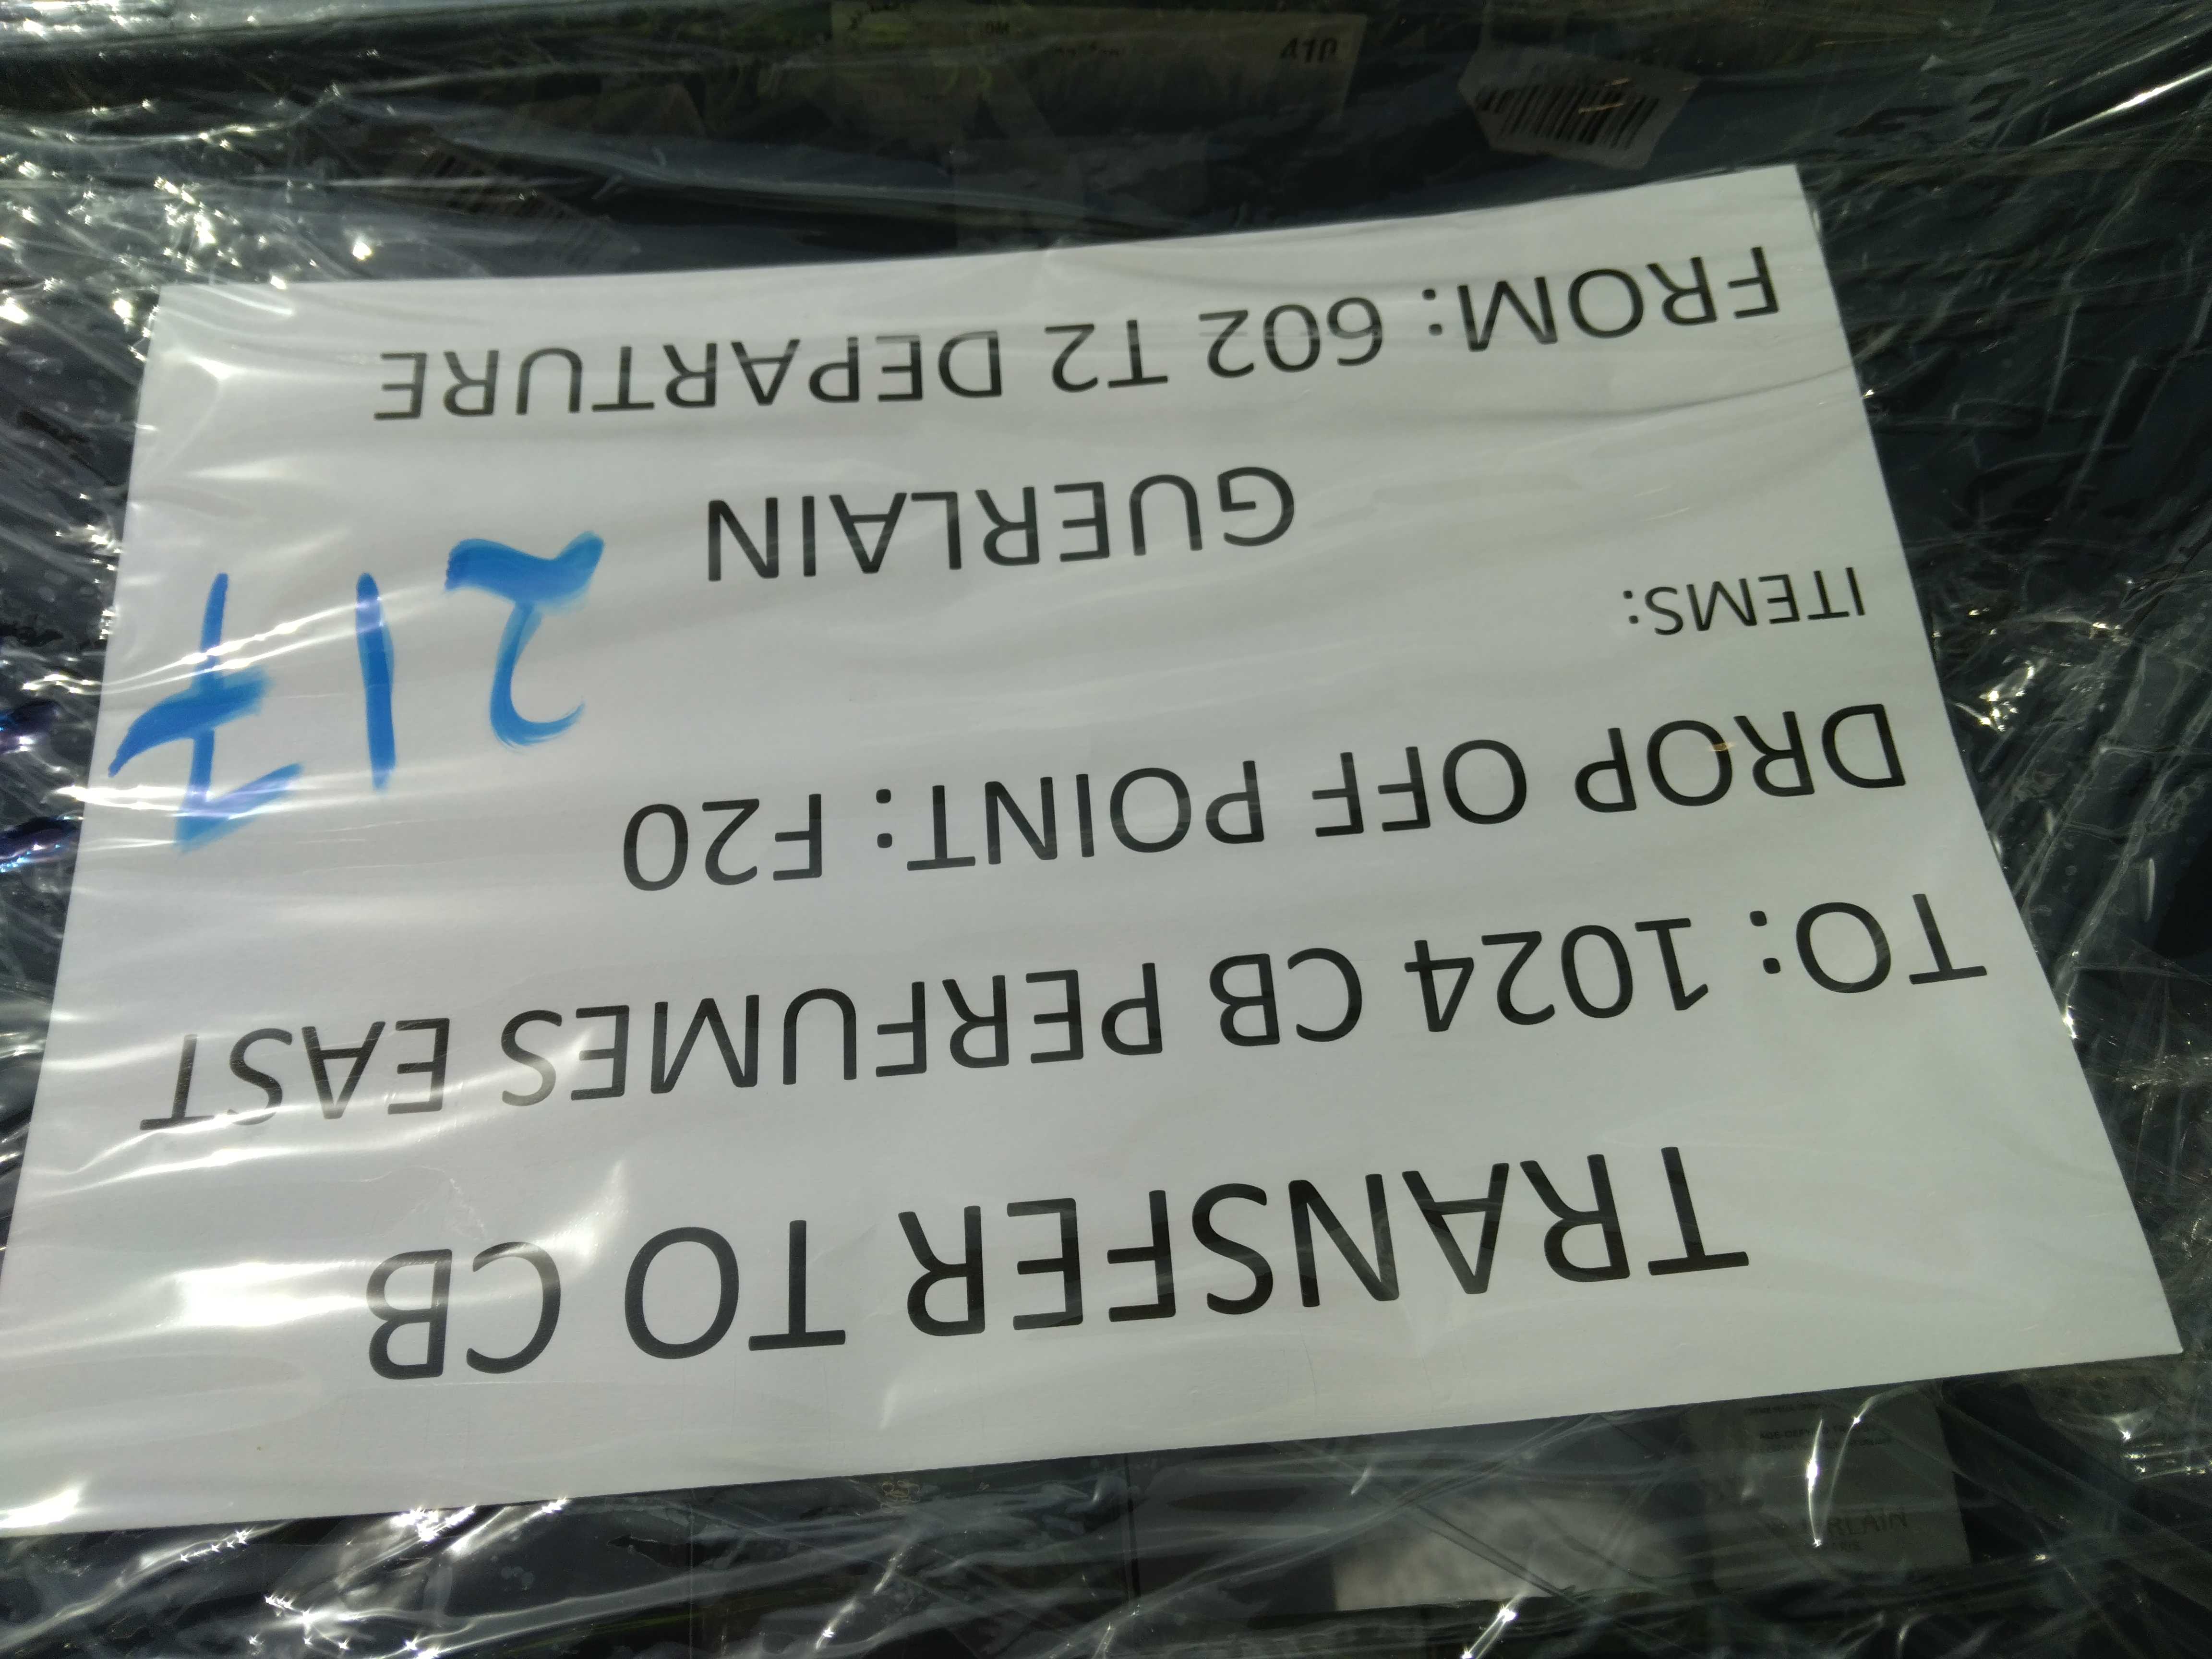 TRANSFER TO CB
TO: 1024 CB PERFUMES EAST
DROP OFF POINT: F20
ITEMS:
217
GUERLAIN
FROM: 602 T2 DEPARTURE